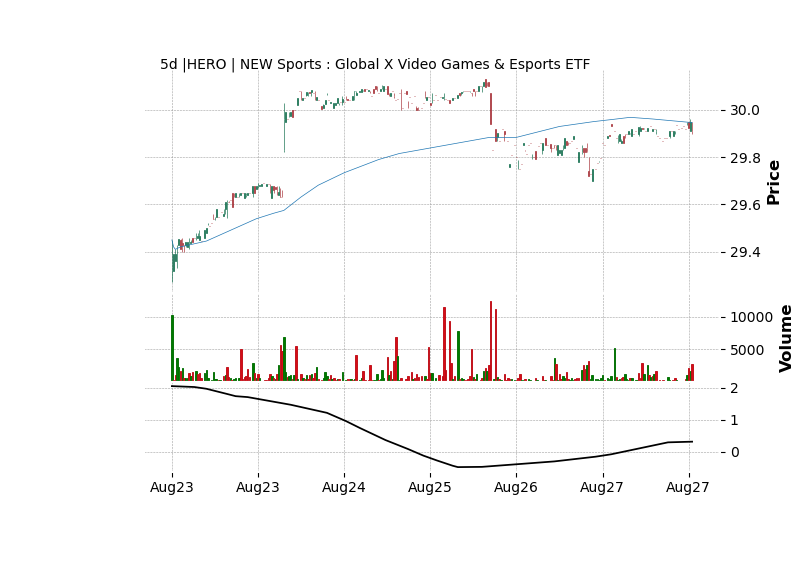 5d |HERO | NEW Sports : Global X Video Games & Esports ETF
30.0
29.8
29.6
29.4
Price
10000
5000
Volume
2
1
0
Aug23 Aug23 Aug24 Aug25 Aug26 Aug27 Aug27